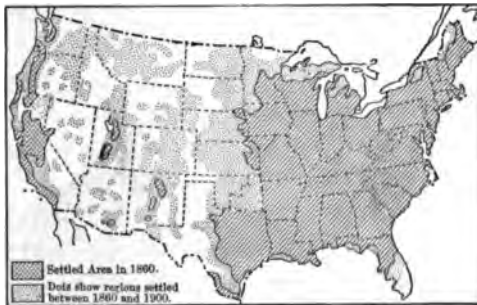 Settled Area in 1860.
Dots show regions settled
between 1860 and 1900.